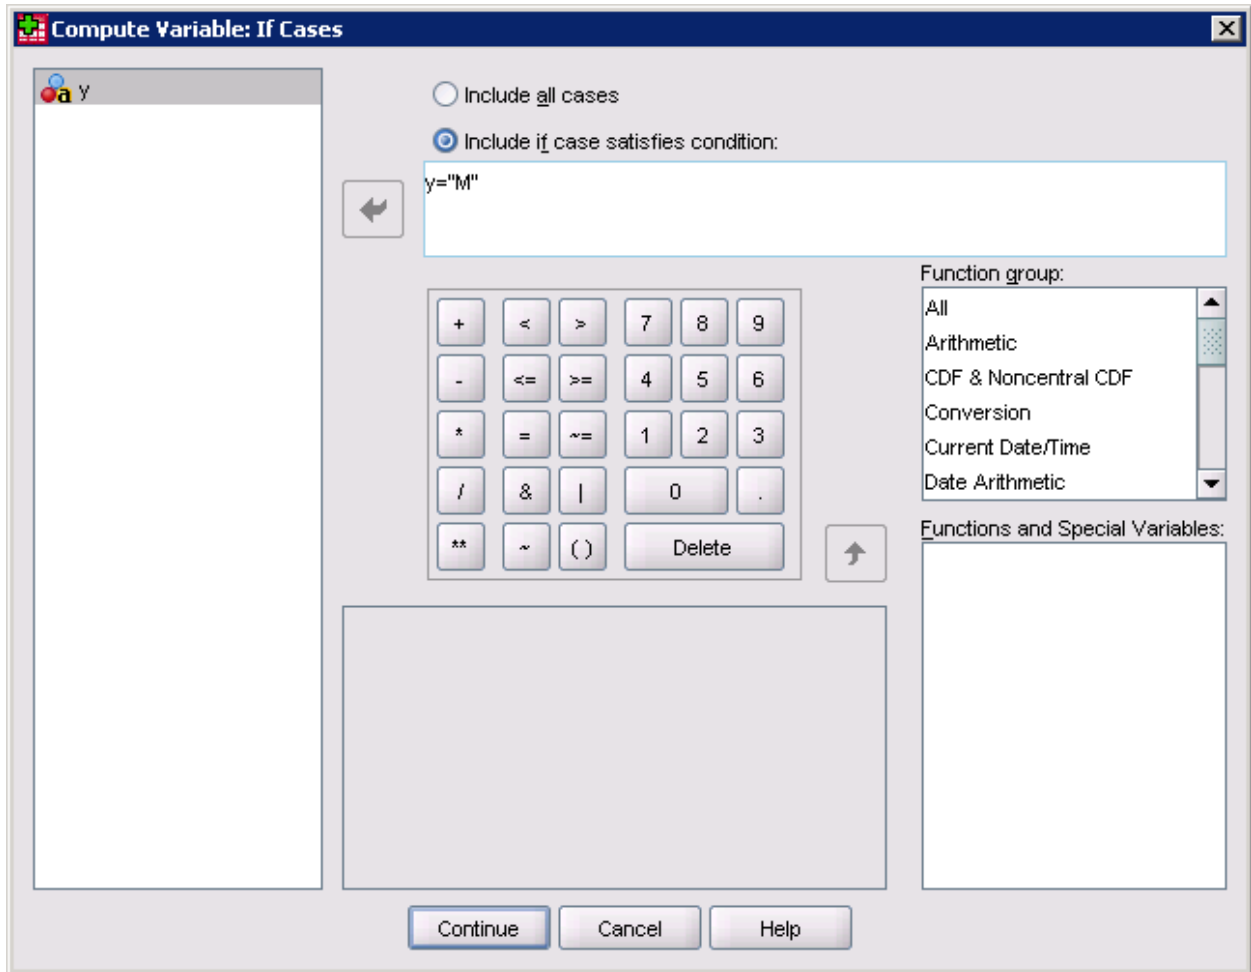 Compute Variable: If Cases
y
Include all cases
Include if case satisfies condition:
y="M"
Function group:
All
Arithmetic
CDF & Noncentral CDF
Conversion
Current Date/Time
Date Arithmetic
+ < > 7 8 9
- <= >= 4 5 6
* = ~= 1 2 3
/ & | 0 .
** ~ ( ) Delete
Functions and Special Variables:
Continue Cancel Help